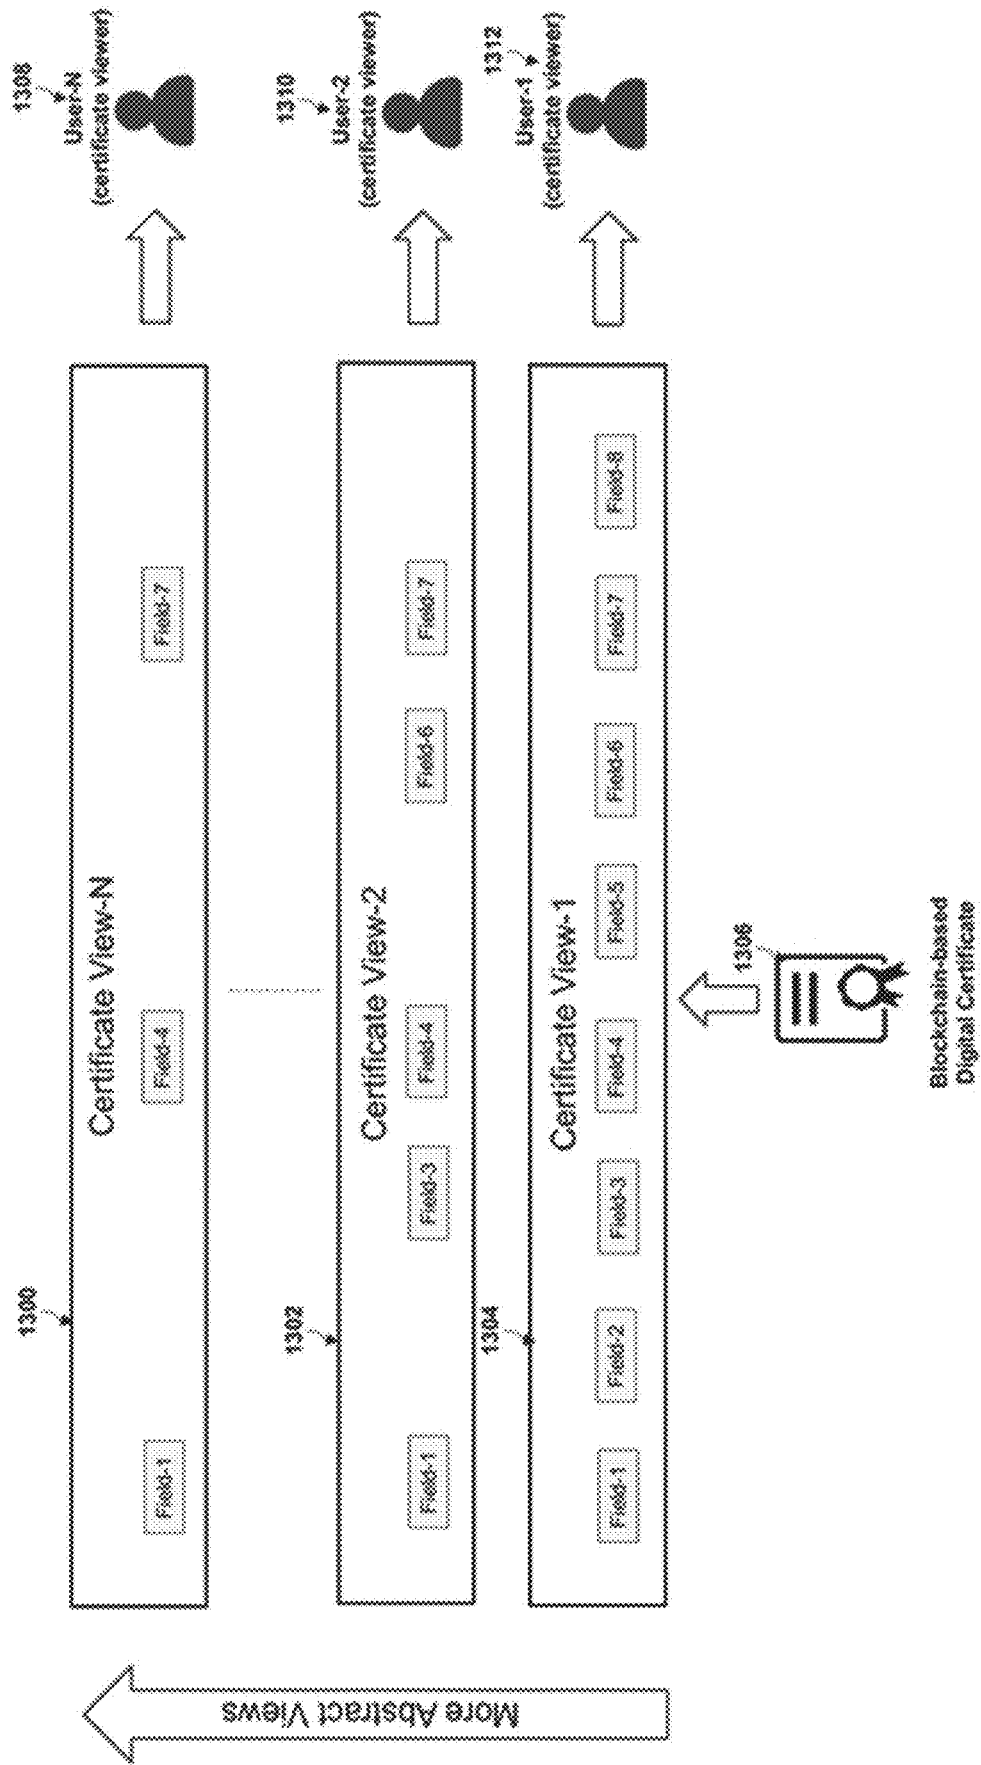 1308
User-N
(certificate viewer)
1300
Certificate View-N
Field-1
Field-4
Field-7
1310
User-2
(certificate viewer)
1302
Certificate View-2
Field-1
Field-3
Field-4
Field-6
Field-7
1312
User-1
(certificate viewer)
1304
Certificate View-1
Field-1
Field-2
Field-3
Field-4
Field-5
Field-6
Field-7
Field-8
More Abstract Views
1306
Blockchain-based
Digital Certificate